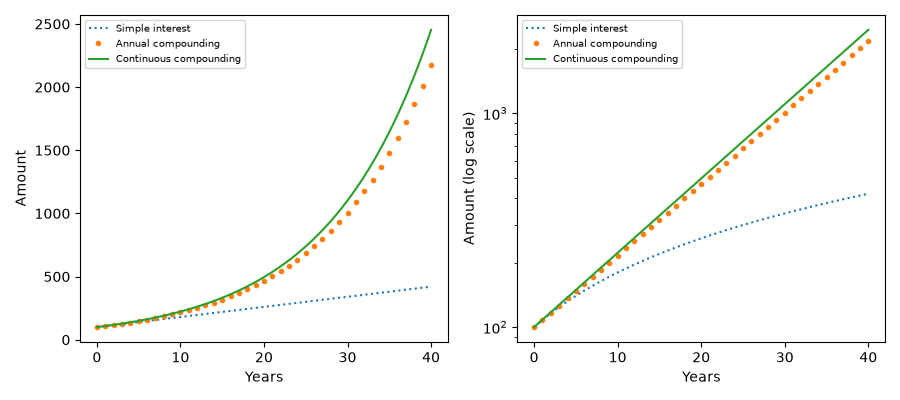 Simple interest
Annual compounding
Continuous compounding
2500
2000
1500
1000
500
0
Amount
0 10 20 30 40
Years
Simple interest
Annual compounding
Continuous compounding
10³
10²
Amount (log scale)
0 10 20 30 40
Years